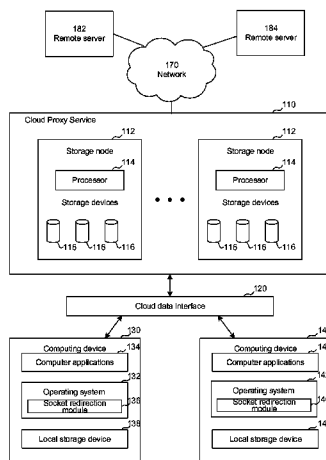 182
Remote server
184
Remote server
170
Network
110
Cloud Proxy Service
112
Storage node
114
Processor
Storage devices
116 116 116
112
Storage node
114
Processor
Storage devices
116 116 116
120
Cloud data interface
130
Computing device
134
Computer applications
132
Operating system
136
Socket redirection
module
138
Local storage device
Computing device
Computer applications
Operating system
Socket redirection
module
Local storage device